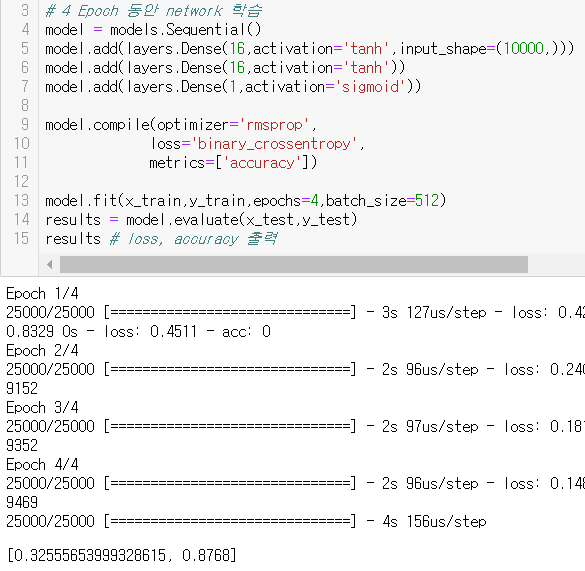 3 # 4 Epoch 동안 network 학습
4 model = models.Sequential()
5 model.add(layers.Dense(16,activation='tanh',input_shape=(10000,)))
6 model.add(layers.Dense(16,activation='tanh'))
7 model.add(layers.Dense(1,activation='sigmoid'))
8
9 model.compile(optimizer='rmsprop',
10 loss='binary_crossentropy',
11 metrics=['accuracy'])
12
13 model.fit(x_train,y_train,epochs=4,batch_size=512)
14 results = model.evaluate(x_test,y_test)
15 results # loss, accuracy 출력
Epoch 1/4
25000/25000 [==============================] - 3s 127us/step - loss: 0.42
0.8329 0s - loss: 0.4511 - acc: 0
Epoch 2/4
25000/25000 [==============================] - 2s 96us/step - loss: 0.240
9152
Epoch 3/4
25000/25000 [==============================] - 2s 97us/step - loss: 0.181
9352
Epoch 4/4
25000/25000 [==============================] - 2s 96us/step - loss: 0.148
9469
25000/25000 [==============================] - 4s 156us/step
[0.32555653999328615, 0.8768]